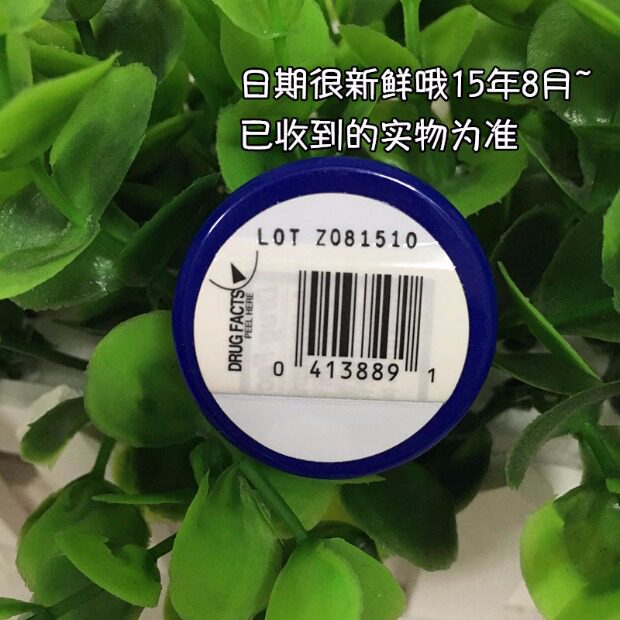 日期很新鲜哦15年8月~
已收到的实物为准
LOT Z081510
DRUG FACTS
PEEL HERE
0 413889 1